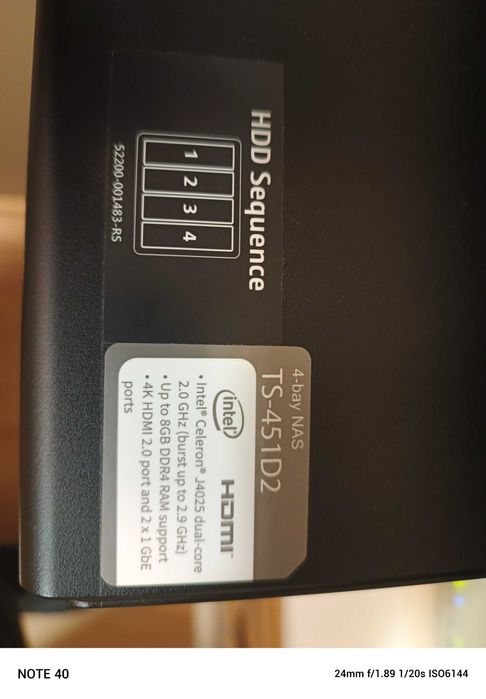 HDD Sequence
1 2 3 4
52200-001483-RS
4-bay NAS
TS-451D2
intel® HDMI™
• Intel® Celeron® J4025 dual-core
2.0 GHz (burst up to 2.9 GHz)
• Up to 8GB DDR4 RAM support
• 4K HDMI 2.0 port and 2 x 1 GbE
ports
NOTE 40
24mm f/1.89 1/20s ISO6144